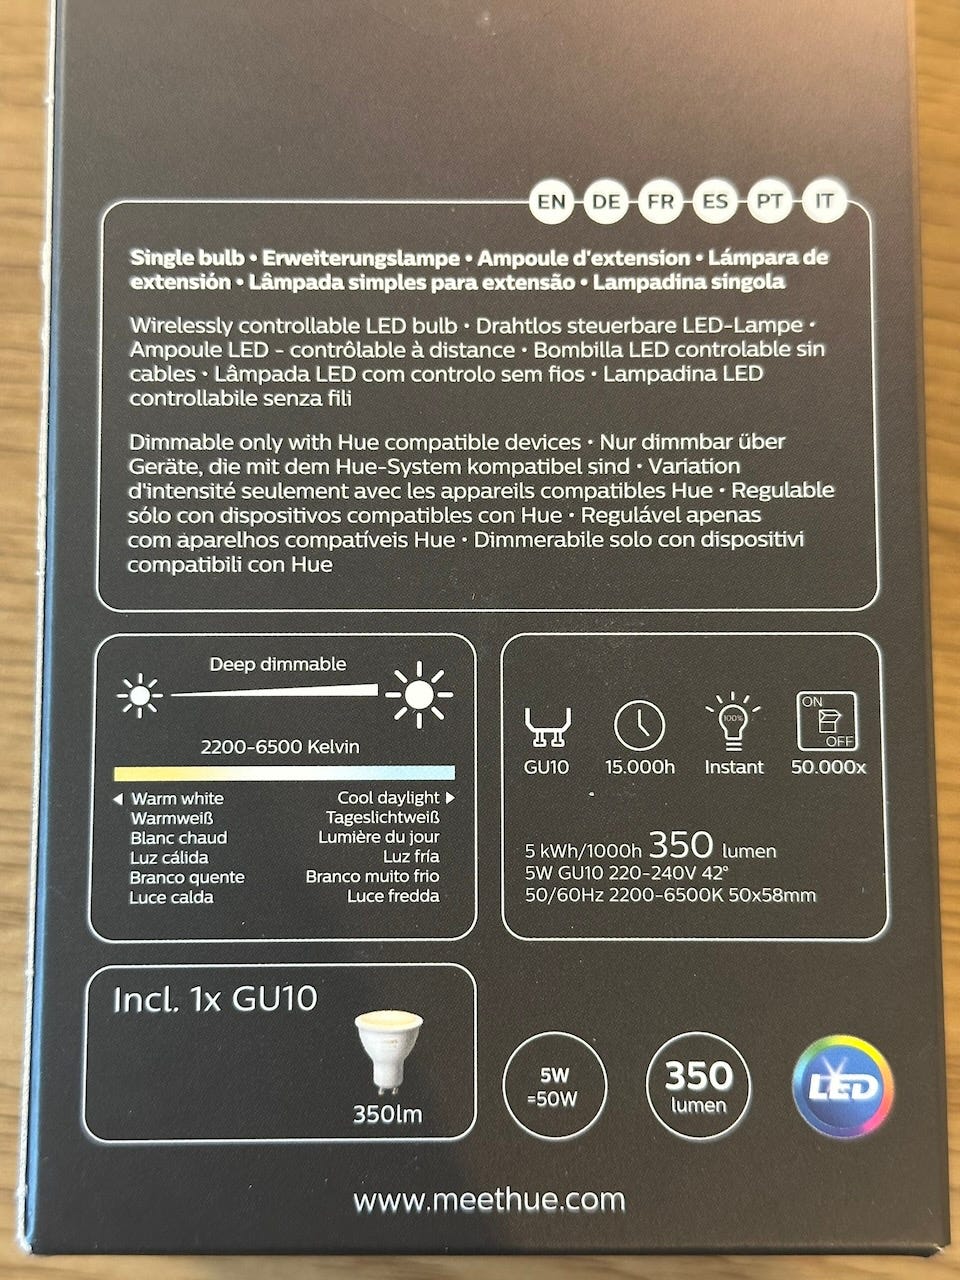 EN DE FR ES PT IT
Single bulb • Erweiterungslampe • Ampoule d'extension • Lámpara de
extensión • Lâmpada simples para extensão • Lampadina singola
Wirelessly controllable LED bulb • Drahtlos steuerbare LED-Lampe •
Ampoule LED - contrôlable à distance • Bombilla LED controlable sin
cables • Lâmpada LED com controlo sem fios • Lampadina LED
controllabile senza fili
Dimmable only with Hue compatible devices • Nur dimmbar über
Geräte, die mit dem Hue-System kompatibel sind • Variation
d'intensité seulement avec les appareils compatibles Hue • Regulable
sólo con dispositivos compatibles con Hue • Regulável apenas
com aparelhos compatíveis Hue • Dimmerabile solo con dispositivi
compatibili con Hue
Deep dimmable
2200-6500 Kelvin
Warm white Cool daylight
Warmweiß Tageslichtweiß
Blanc chaud Lumière du jour
Luz cálida Luz fría
Branco quente Branco muito frio
Luce calda Luce fredda
100%
ON
OFF
GU10 15.000h Instant 50.000x
5 kWh/1000h 350 lumen
5W GU10 220-240V 42°
50/60Hz 2200-6500K 50x58mm
Incl. 1x GU10
350lm
5W
=50W
350
lumen
LED
www.meethue.com